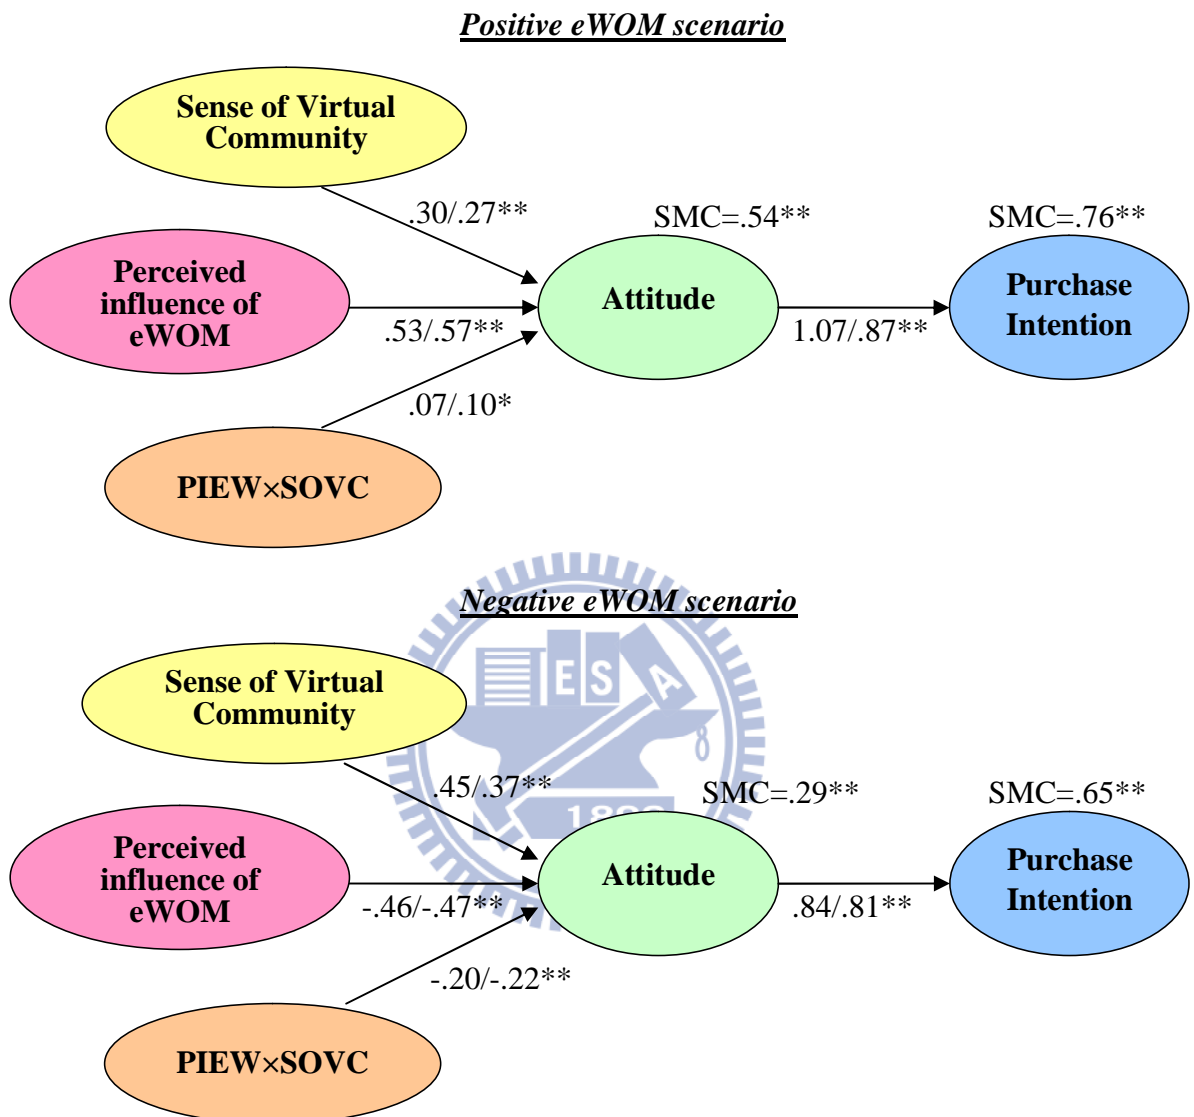 Positive eWOM scenario
Sense of Virtual
Community
.30/.27**
SMC=.54**
SMC=.76**
Perceived
influence of
eWOM
.53/.57**
Attitude
1.07/.87**
Purchase
Intention
.07/.10*
PIEW×SOVC
Negative eWOM scenario
E S A
Sense of Virtual
Community
.45/.37**
SMC=.29**
SMC=.65**
Perceived
influence of
eWOM
-.46/-.47**
Attitude
.84/.81**
Purchase
Intention
-.20/-.22**
PIEW×SOVC